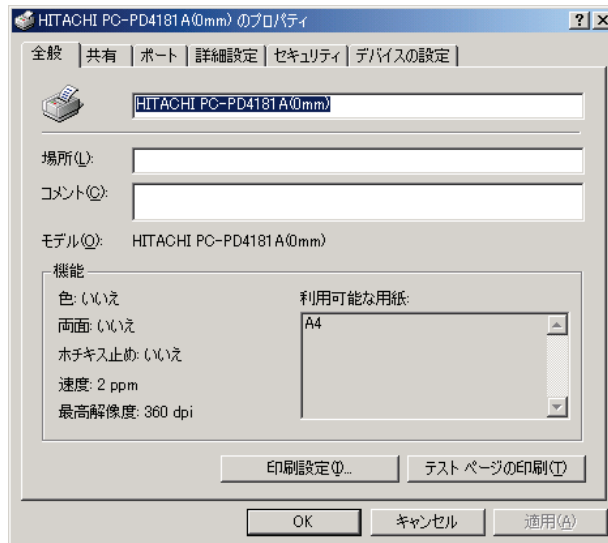 HITACHI PC-PD4181A(0mm) のプロパティ
全般 共有 ポート 詳細設定 セキュリティ デバイスの設定
HITACHI PC-PD4181A(0mm)
場所(L):
コメント(C):
モデル(O): HITACHI PC-PD4181A(0mm)
機能
色: いいえ
両面: いいえ
ホチキス止め: いいえ
速度: 2 ppm
最高解像度: 360 dpi
利用可能な用紙:
A4
印刷設定(I)... テスト ページの印刷(T)
OK キャンセル 適用(A)